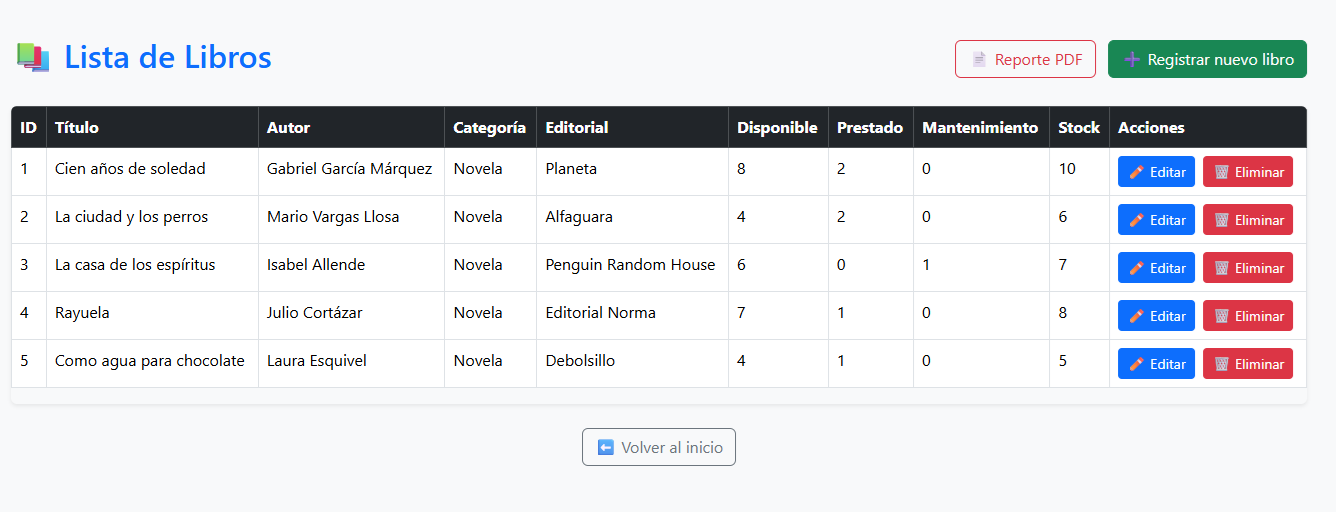 Lista de Libros
Reporte PDF
Registrar nuevo libro
ID Título Autor Categoría Editorial Disponible Prestado Mantenimiento Stock Acciones
1 Cien años de soledad Gabriel García Márquez Novela Planeta 8 2 0 10 Editar Eliminar
2 La ciudad y los perros Mario Vargas Llosa Novela Alfaguara 4 2 0 6 Editar Eliminar
3 La casa de los espíritus Isabel Allende Novela Penguin Random House 6 0 1 7 Editar Eliminar
4 Rayuela Julio Cortázar Novela Editorial Norma 7 1 0 8 Editar Eliminar
5 Como agua para chocolate Laura Esquivel Novela Debolsillo 4 1 0 5 Editar Eliminar
Volver al inicio